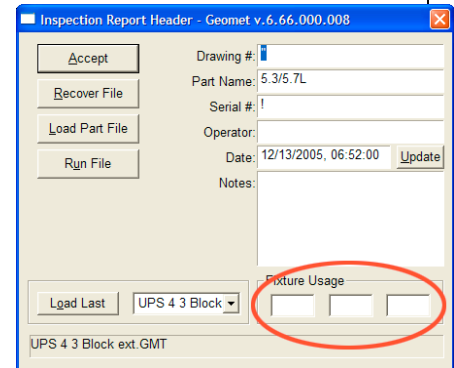 Inspection Report Header - Geomet v.6.66.000.008
Accept
Drawing #: "
Recover File
Part Name: 5.3/5.7L
Serial #: !
Load Part File
Operator:
Run File
Date: 12/13/2005, 06:52:00 Update
Notes:
Fixture Usage
Load Last UPS 4 3 Block
UPS 4 3 Block ext.GMT